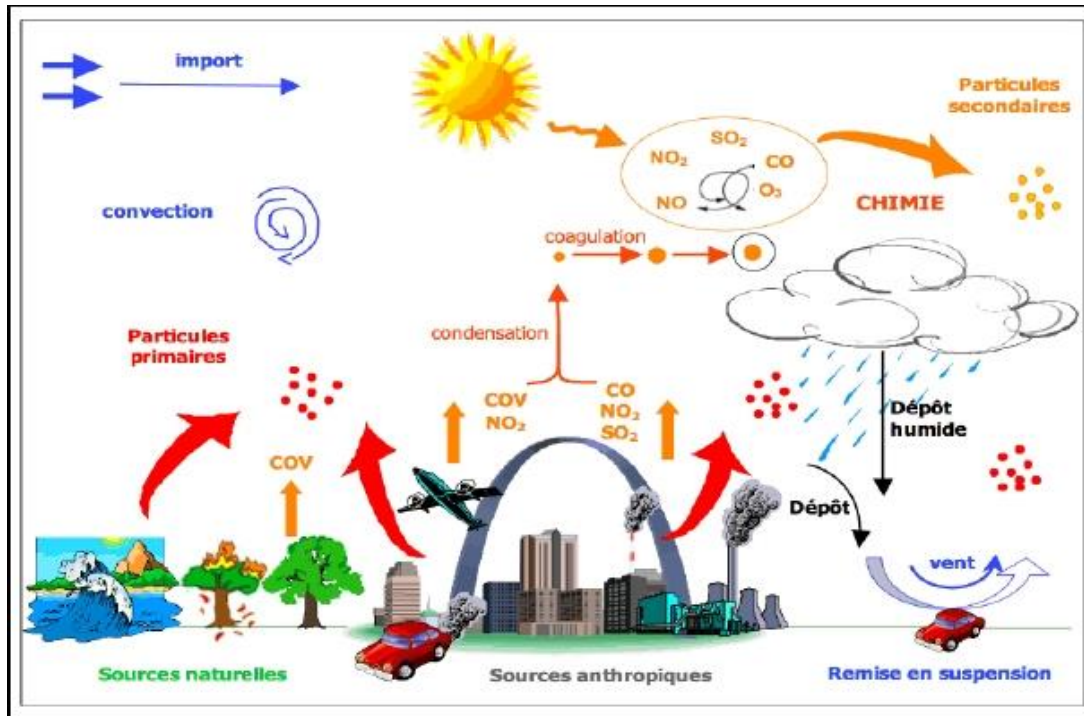 import
Particules
secondaires
SO₂
NO₂
CO
NO
O₃
CHIMIE
convection
coagulation
condensation
Particules
primaires
COV
NO₂
CO
NO₂
SO₂
Dépôt
humide
COV
Dépôt
vent
Sources naturelles
Sources anthropiques
Remise en suspension